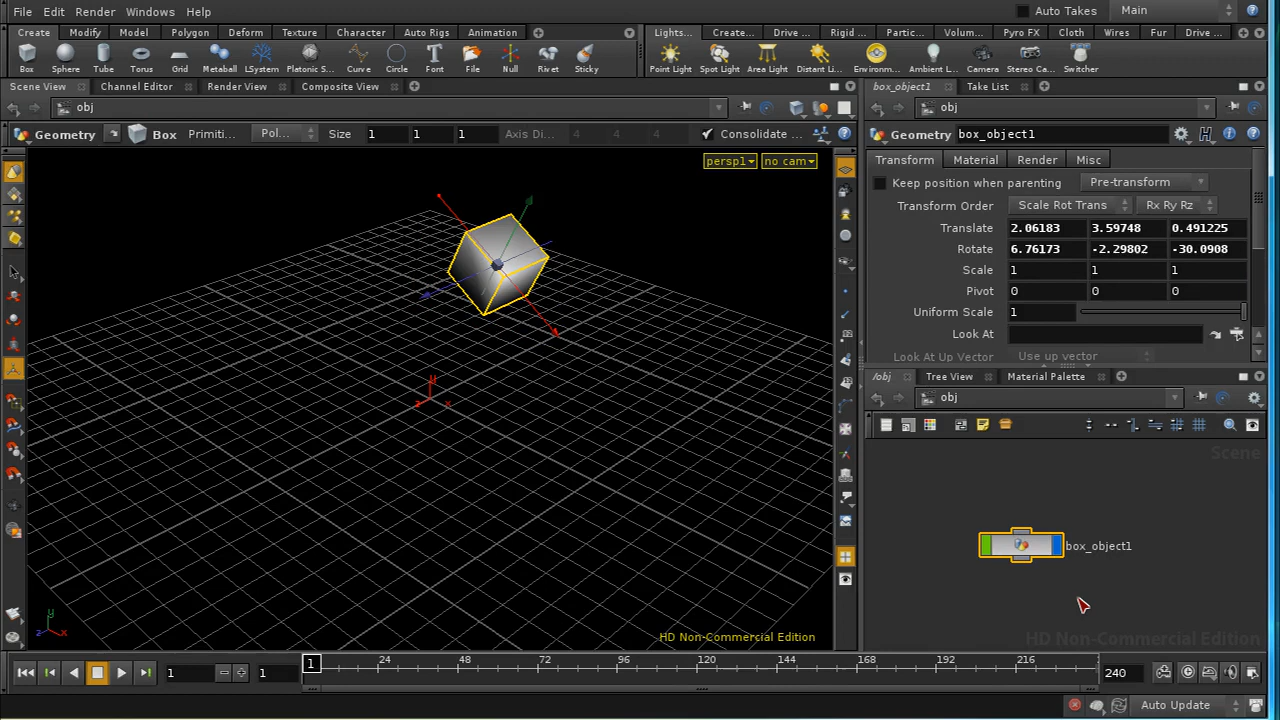 File Edit Render Windows Help Auto Takes Main
Create Modify Model Polygon Deform Texture Character Auto Rigs Animation Lights... Create... Drive ... Rigid ... Partic... Volum... Pyro FX Cloth Wires Fur Drive ...
Box Sphere Tube Torus Grid Metaball LSystem Platonic S... Curve Circle Font File Null Rivet Sticky Point Light Spot Light Area Light Distant Li... Environm... Ambient L... Camera Stereo Ca... Switcher
Scene View Channel Editor Render View Composite View
obj
Geometry Box Primiti... Pol... Size 1 1 1 Axis Di... 4 4 4 Consolidate ...
persp1 no cam
y
z x
y
z x
HD Non-Commercial Edition
box_object1 Take List
obj
Geometry box_object1
Transform Material Render Misc
Keep position when parenting Pre-transform
Transform Order Scale Rot Trans Rx Ry Rz
Translate 2.06183 3.59748 0.491225
Rotate 6.76173 -2.29802 -30.0908
Scale 1 1 1
Pivot 0 0 0
Uniform Scale 1
Look At
Look At Up Vector Use up vector
/obj Tree View Material Palette
obj
Scene
box_object1
HD Non-Commercial Edition
1 1 1 24 48 72 96 120 144 168 192 216 240
Auto Update